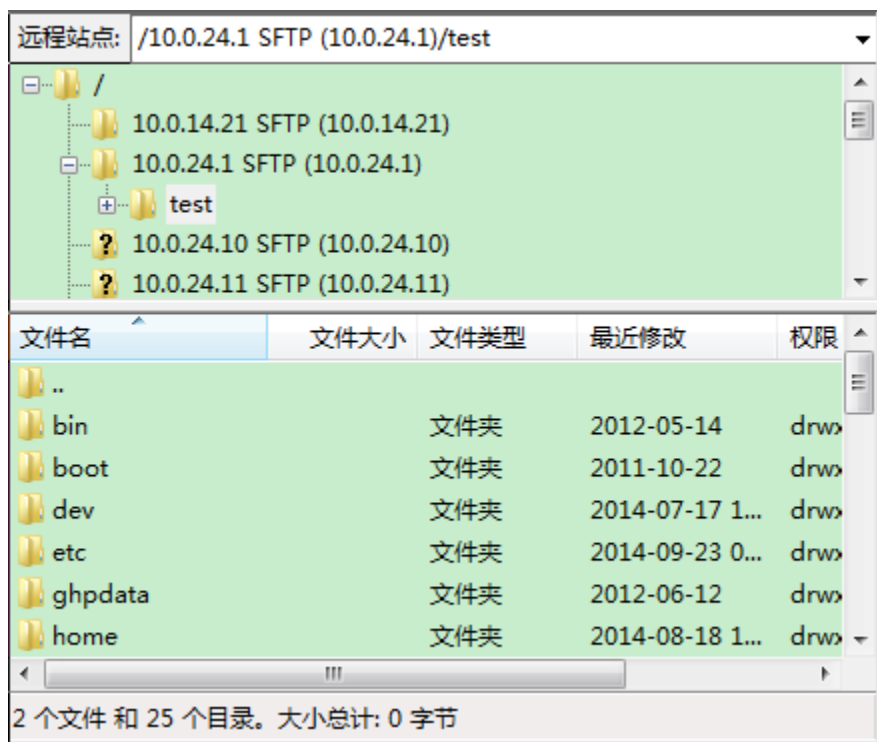 远程站点: /10.0.24.1 SFTP (10.0.24.1)/test
/
10.0.14.21 SFTP (10.0.14.21)
10.0.24.1 SFTP (10.0.24.1)
test
? 10.0.24.10 SFTP (10.0.24.10)
? 10.0.24.11 SFTP (10.0.24.11)
文件名 文件大小 文件类型 最近修改 权限
..
bin 文件夹 2012-05-14 drwx
boot 文件夹 2011-10-22 drwx
dev 文件夹 2014-07-17 1... drwx
etc 文件夹 2014-09-23 0... drwx
ghpdata 文件夹 2012-06-12 drwx
home 文件夹 2014-08-18 1... drwx
2 个文件 和 25 个目录。大小总计: 0 字节